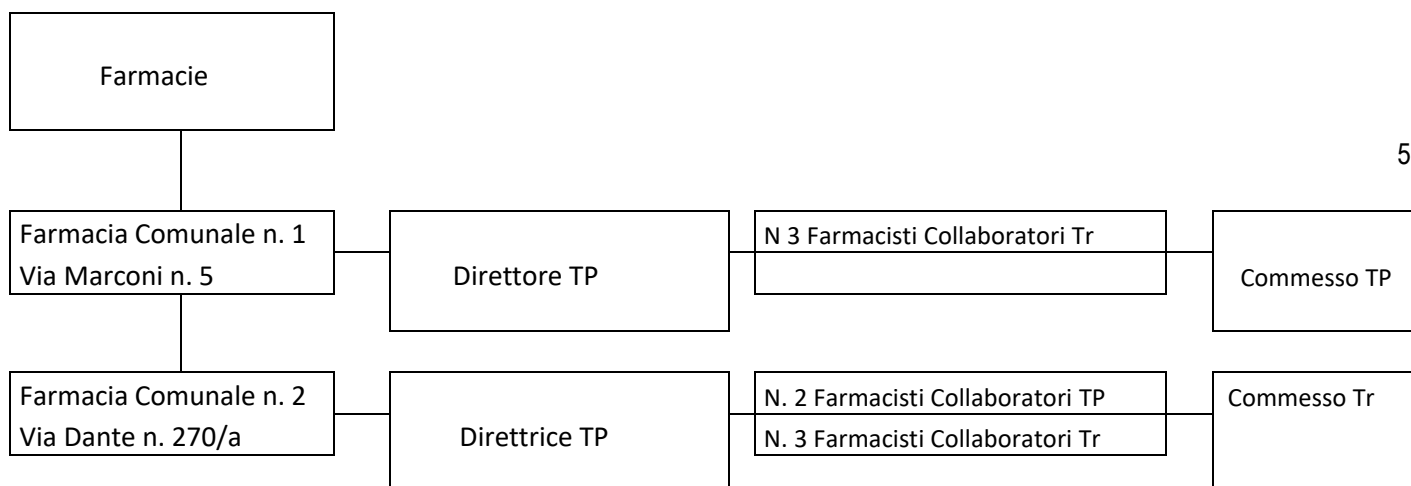 Farmacie
5
Farmacia Comunale n. 1
Via Marconi n. 5
Direttore TP
N 3 Farmacisti Collaboratori Tr
Commesso TP
Farmacia Comunale n. 2
Via Dante n. 270/a
Direttrice TP
N. 2 Farmacisti Collaboratori TP
N. 3 Farmacisti Collaboratori Tr
Commesso Tr